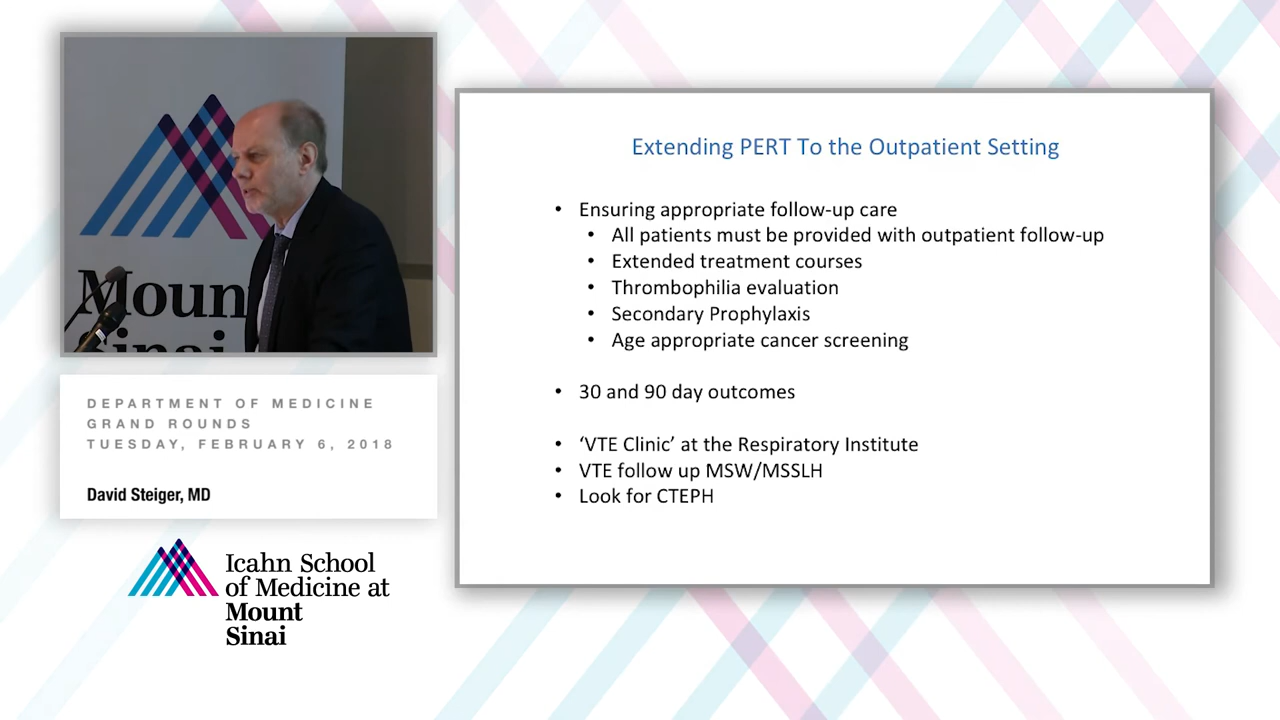 Moun
Sinai
DEPARTMENT OF MEDICINE
GRAND ROUNDS
TUESDAY, FEBRUARY 6, 2018
David Steiger, MD
Icahn School
of Medicine at
Mount
Sinai
Extending PERT To the Outpatient Setting
• Ensuring appropriate follow-up care
• All patients must be provided with outpatient follow-up
• Extended treatment courses
• Thrombophilia evaluation
• Secondary Prophylaxis
• Age appropriate cancer screening
• 30 and 90 day outcomes
• ‘VTE Clinic’ at the Respiratory Institute
• VTE follow up MSW/MSSLH
• Look for CTEPH